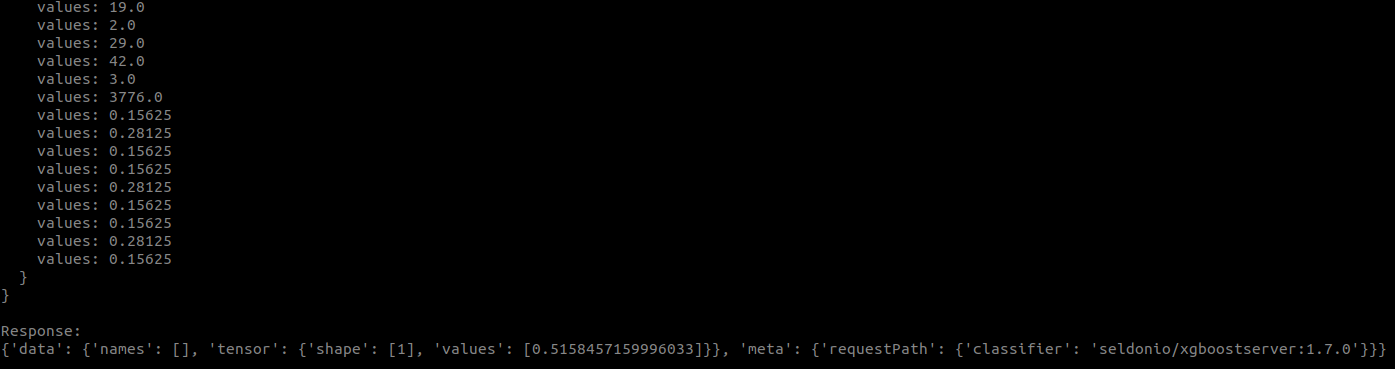 values: 19.0
values: 2.0
values: 29.0
values: 42.0
values: 3.0
values: 3776.0
values: 0.15625
values: 0.28125
values: 0.15625
values: 0.15625
values: 0.28125
values: 0.15625
values: 0.15625
values: 0.28125
values: 0.15625
}
}
Response:
{'data': {'names': [], 'tensor': {'shape': [1], 'values': [0.5158457159996033]}}, 'meta': {'requestPath': {'classifier': 'seldonio/xgboostserver:1.7.0'}}}